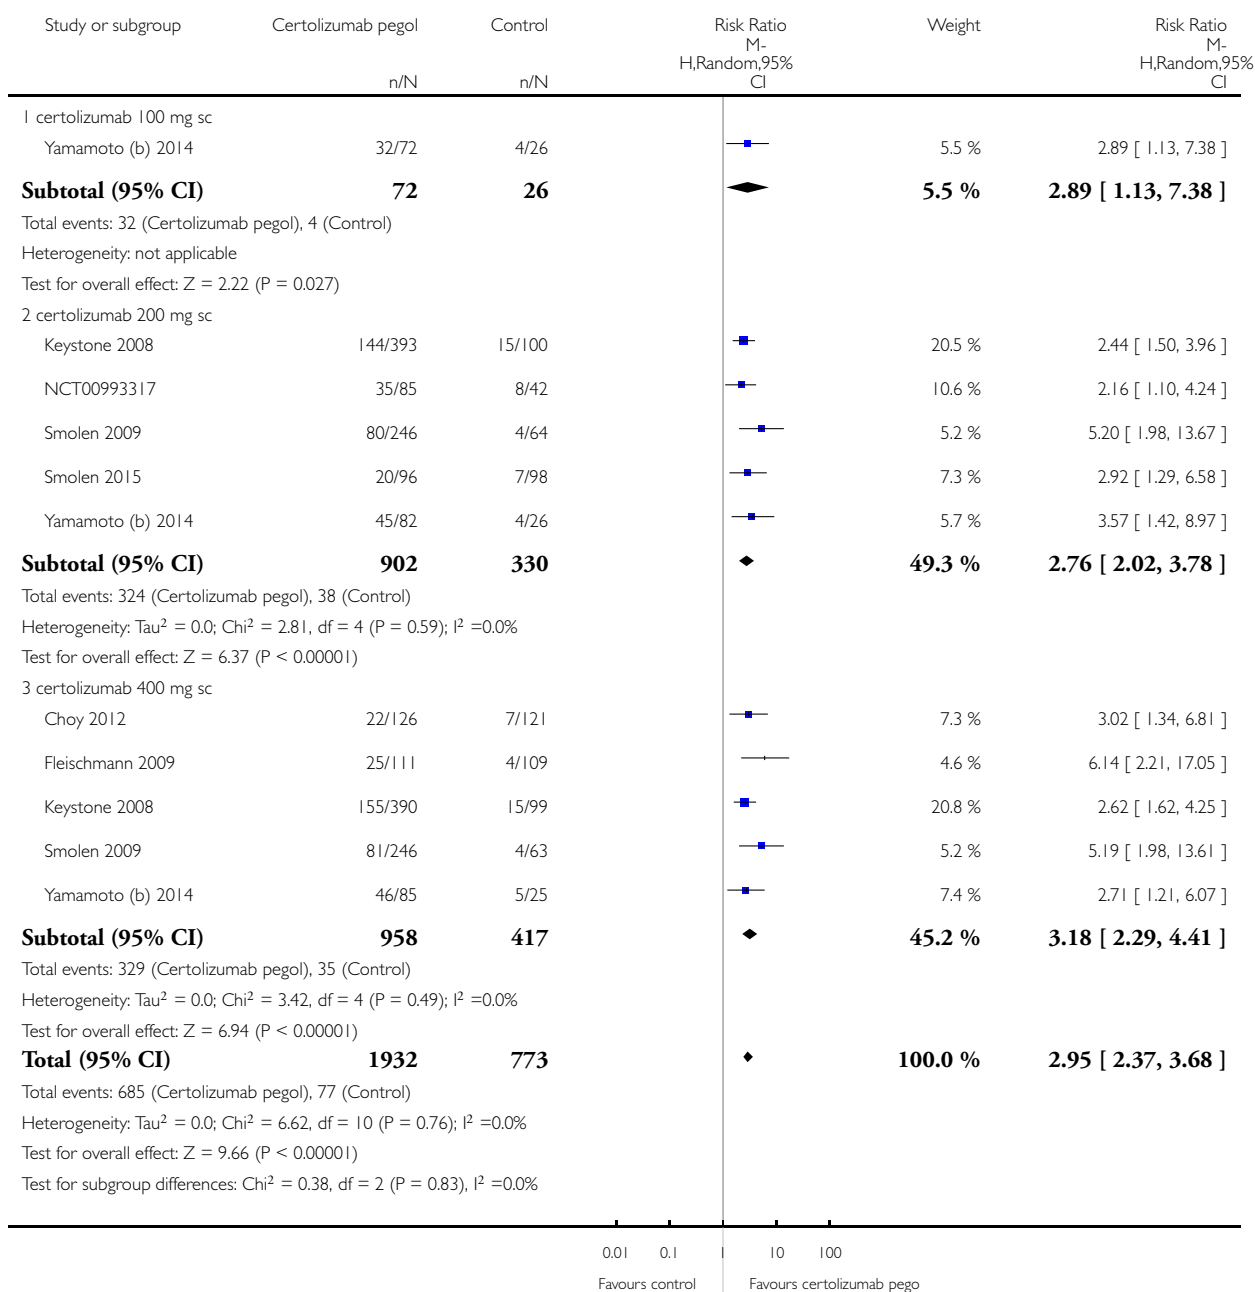 Study or subgroup Certolizumab pegol Control Risk Ratio Weight Risk Ratio
M- M-
H,Random,95% H,Random,95%
n/N n/N CI CI
1 certolizumab 100 mg sc
Yamamoto (b) 2014 32/72 4/26 5.5 % 2.89 [ 1.13, 7.38 ]
Subtotal (95% CI) 72 26 5.5 % 2.89 [ 1.13, 7.38 ]
Total events: 32 (Certolizumab pegol), 4 (Control)
Heterogeneity: not applicable
Test for overall effect: Z = 2.22 (P = 0.027)
2 certolizumab 200 mg sc
Keystone 2008 144/393 15/100 20.5 % 2.44 [ 1.50, 3.96 ]
NCT00993317 35/85 8/42 10.6 % 2.16 [ 1.10, 4.24 ]
Smolen 2009 80/246 4/64 5.2 % 5.20 [ 1.98, 13.67 ]
Smolen 2015 20/96 7/98 7.3 % 2.92 [ 1.29, 6.58 ]
Yamamoto (b) 2014 45/82 4/26 5.7 % 3.57 [ 1.42, 8.97 ]
Subtotal (95% CI) 902 330 49.3 % 2.76 [ 2.02, 3.78 ]
Total events: 324 (Certolizumab pegol), 38 (Control)
Heterogeneity: Tau² = 0.0; Chi² = 2.81, df = 4 (P = 0.59); I² =0.0%
Test for overall effect: Z = 6.37 (P < 0.00001)
3 certolizumab 400 mg sc
Choy 2012 22/126 7/121 7.3 % 3.02 [ 1.34, 6.81 ]
Fleischmann 2009 25/111 4/109 4.6 % 6.14 [ 2.21, 17.05 ]
Keystone 2008 155/390 15/99 20.8 % 2.62 [ 1.62, 4.25 ]
Smolen 2009 81/246 4/63 5.2 % 5.19 [ 1.98, 13.61 ]
Yamamoto (b) 2014 46/85 5/25 7.4 % 2.71 [ 1.21, 6.07 ]
Subtotal (95% CI) 958 417 45.2 % 3.18 [ 2.29, 4.41 ]
Total events: 329 (Certolizumab pegol), 35 (Control)
Heterogeneity: Tau² = 0.0; Chi² = 3.42, df = 4 (P = 0.49); I² =0.0%
Test for overall effect: Z = 6.94 (P < 0.00001)
Total (95% CI) 1932 773 100.0 % 2.95 [ 2.37, 3.68 ]
Total events: 685 (Certolizumab pegol), 77 (Control)
Heterogeneity: Tau² = 0.0; Chi² = 6.62, df = 10 (P = 0.76); I² =0.0%
Test for overall effect: Z = 9.66 (P < 0.00001)
Test for subgroup differences: Chi² = 0.38, df = 2 (P = 0.83), I² =0.0%
0.01 0.1 1 10 100
Favours control Favours certolizumab pego